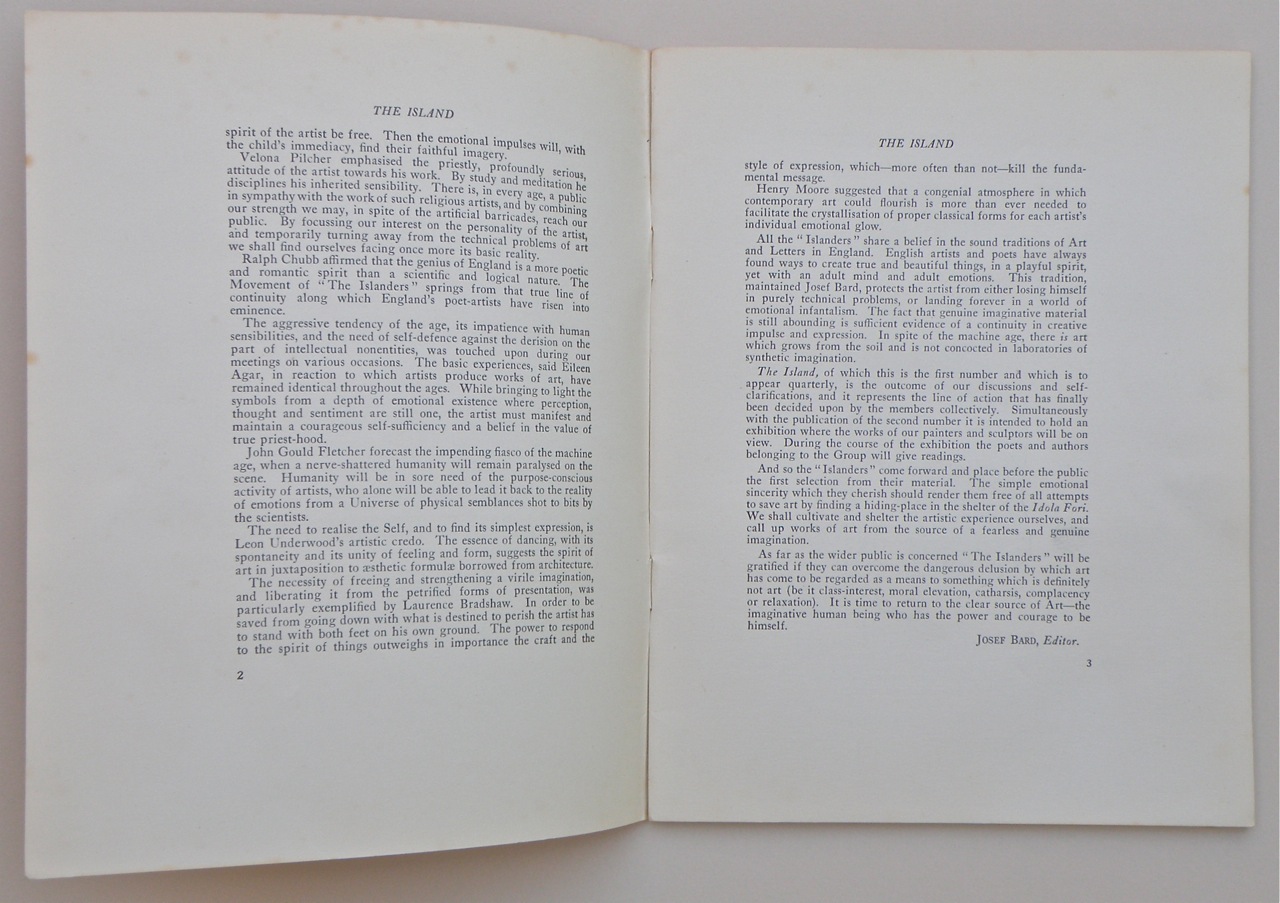 THE ISLAND
spirit of the artist be free. Then the emotional impulses will, with
the child's immediacy, find their faithful imagery.
Velona Pilcher emphasised the priestly, profoundly serious,
attitude of the artist towards his work. By study and meditation he
disciplines his inherited sensibility. There is, in every age, a public
in sympathy with the work of such religious artists, and by combining
our strength we may, in spite of the artificial barricades, reach our
public. By focussing our interest on the personality of the artist,
and temporarily turning away from the technical problems of art
we shall find ourselves facing once more its basic reality.
Ralph Chubb affirmed that the genius of England is a more poetic
and romantic spirit than a scientific and logical nature. The
Movement of "The Islanders" springs from that true line of
continuity along which England's poet-artists have risen into
eminence.
The aggressive tendency of the age, its impatience with human
sensibilities, and the need of self-defence against the derision on the
part of intellectual nonentities, was touched upon during our
meetings on various occasions. The basic experiences, said Eileen
Agar, in reaction to which artists produce works of art, have
remained identical throughout the ages. While bringing to light the
symbols from a depth of emotional existence where perception,
thought and sentiment are still one, the artist must manifest and
maintain a courageous self-sufficiency and a belief in the value of
true priest-hood.
John Gould Fletcher forecast the impending fiasco of the machine
age, when a nerve-shattered humanity will remain paralysed on the
scene. Humanity will be in sore need of the purpose-conscious
activity of artists, who alone will be able to lead it back to the reality
of emotions from a Universe of physical semblances shot to bits by
the scientists.
The need to realise the Self, and to find its simplest expression, is
Leon Underwood's artistic credo. The essence of dancing, with its
spontaneity and its unity of feeling and form, suggests the spirit of
art in juxtaposition to æsthetic formulæ borrowed from architecture.
The necessity of freeing and strengthening a virile imagination,
and liberating it from the petrified forms of presentation, was
particularly exemplified by Laurence Bradshaw. In order to be
saved from going down with what is destined to perish the artist has
to stand with both feet on his own ground. The power to respond
to the spirit of things outweighs in importance the craft and the
2
THE ISLAND
style of expression, which—more often than not—kill the funda-
mental message.
Henry Moore suggested that a congenial atmosphere in which
contemporary art could flourish is more than ever needed to
facilitate the crystallisation of proper classical forms for each artist's
individual emotional glow.
All the "Islanders" share a belief in the sound traditions of Art
and Letters in England. English artists and poets have always
found ways to create true and beautiful things, in a playful spirit,
yet with an adult mind and adult emotions. This tradition,
maintained Josef Bard, protects the artist from either losing himself
in purely technical problems, or landing forever in a world of
emotional infantalism. The fact that genuine imaginative material
is still abounding is sufficient evidence of a continuity in creative
impulse and expression. In spite of the machine age, there is art
which grows from the soil and is not concocted in laboratories of
synthetic imagination.
The Island, of which this is the first number and which is to
appear quarterly, is the outcome of our discussions and self-
clarifications, and it represents the line of action that has finally
been decided upon by the members collectively. Simultaneously
with the publication of the second number it is intended to hold an
exhibition where the works of our painters and sculptors will be on
view. During the course of the exhibition the poets and authors
belonging to the Group will give readings.
And so the "Islanders" come forward and place before the public
the first selection from their material. The simple emotional
sincerity which they cherish should render them free of all attempts
to save art by finding a hiding-place in the shelter of the Idola Fori.
We shall cultivate and shelter the artistic experience ourselves, and
call up works of art from the source of a fearless and genuine
imagination.
As far as the wider public is concerned "The Islanders" will be
gratified if they can overcome the dangerous delusion by which art
has come to be regarded as a means to something which is definitely
not art (be it class-interest, moral elevation, catharsis, complacency
or relaxation). It is time to return to the clear source of Art—the
imaginative human being who has the power and courage to be
himself.
JOSEF BARD, Editor.
3